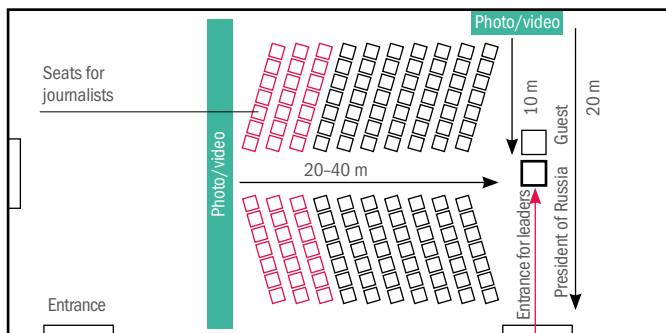 Photo/video
Seats for
journalists
Photo/video
20–40 m
10 m
20 m
Guest
President of Russia
Entrance for leaders
Entrance